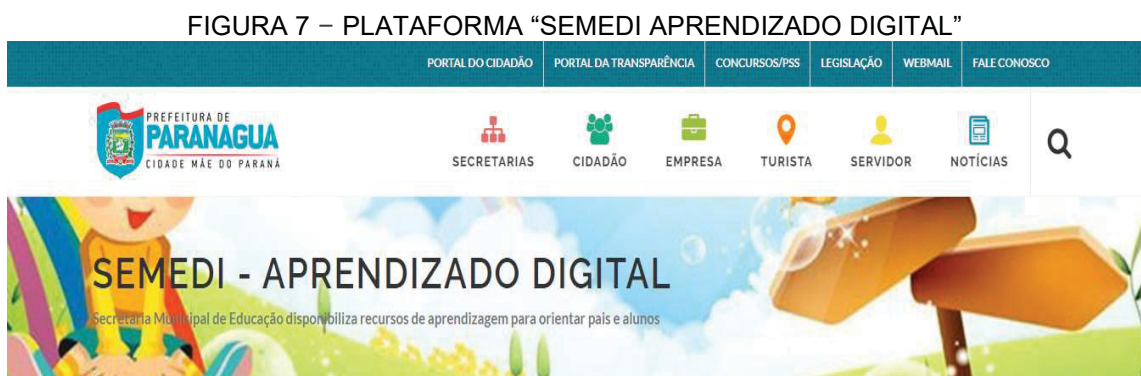 FIGURA 7 – PLATAFORMA “SEMEDI APRENDIZADO DIGITAL”
PORTAL DO CIDADÃO PORTAL DA TRANSPARÊNCIA CONCURSOS/PSS LEGISLAÇÃO WEBMAIL FALE CONOSCO
PREFEITURA DE
PARANAGUA
CIDADE MÃE DO PARANÁ
SECRETARIAS CIDADÃO EMPRESA TURISTA SERVIDOR NOTÍCIAS
SEMEDI - APRENDIZADO DIGITAL
Secretaria Municipal de Educação disponibiliza recursos de aprendizagem para orientar pais e alunos